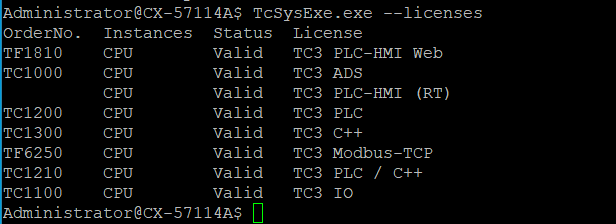 Administrator@CX-57114A$ TcSysExe.exe --licenses
OrderNo. Instances Status License
TF1810 CPU Valid TC3 PLC-HMI Web
TC1000 CPU Valid TC3 ADS
CPU Valid TC3 PLC-HMI (RT)
TC1200 CPU Valid TC3 PLC
TC1300 CPU Valid TC3 C++
TF6250 CPU Valid TC3 Modbus-TCP
TC1210 CPU Valid TC3 PLC / C++
TC1100 CPU Valid TC3 IO
Administrator@CX-57114A$